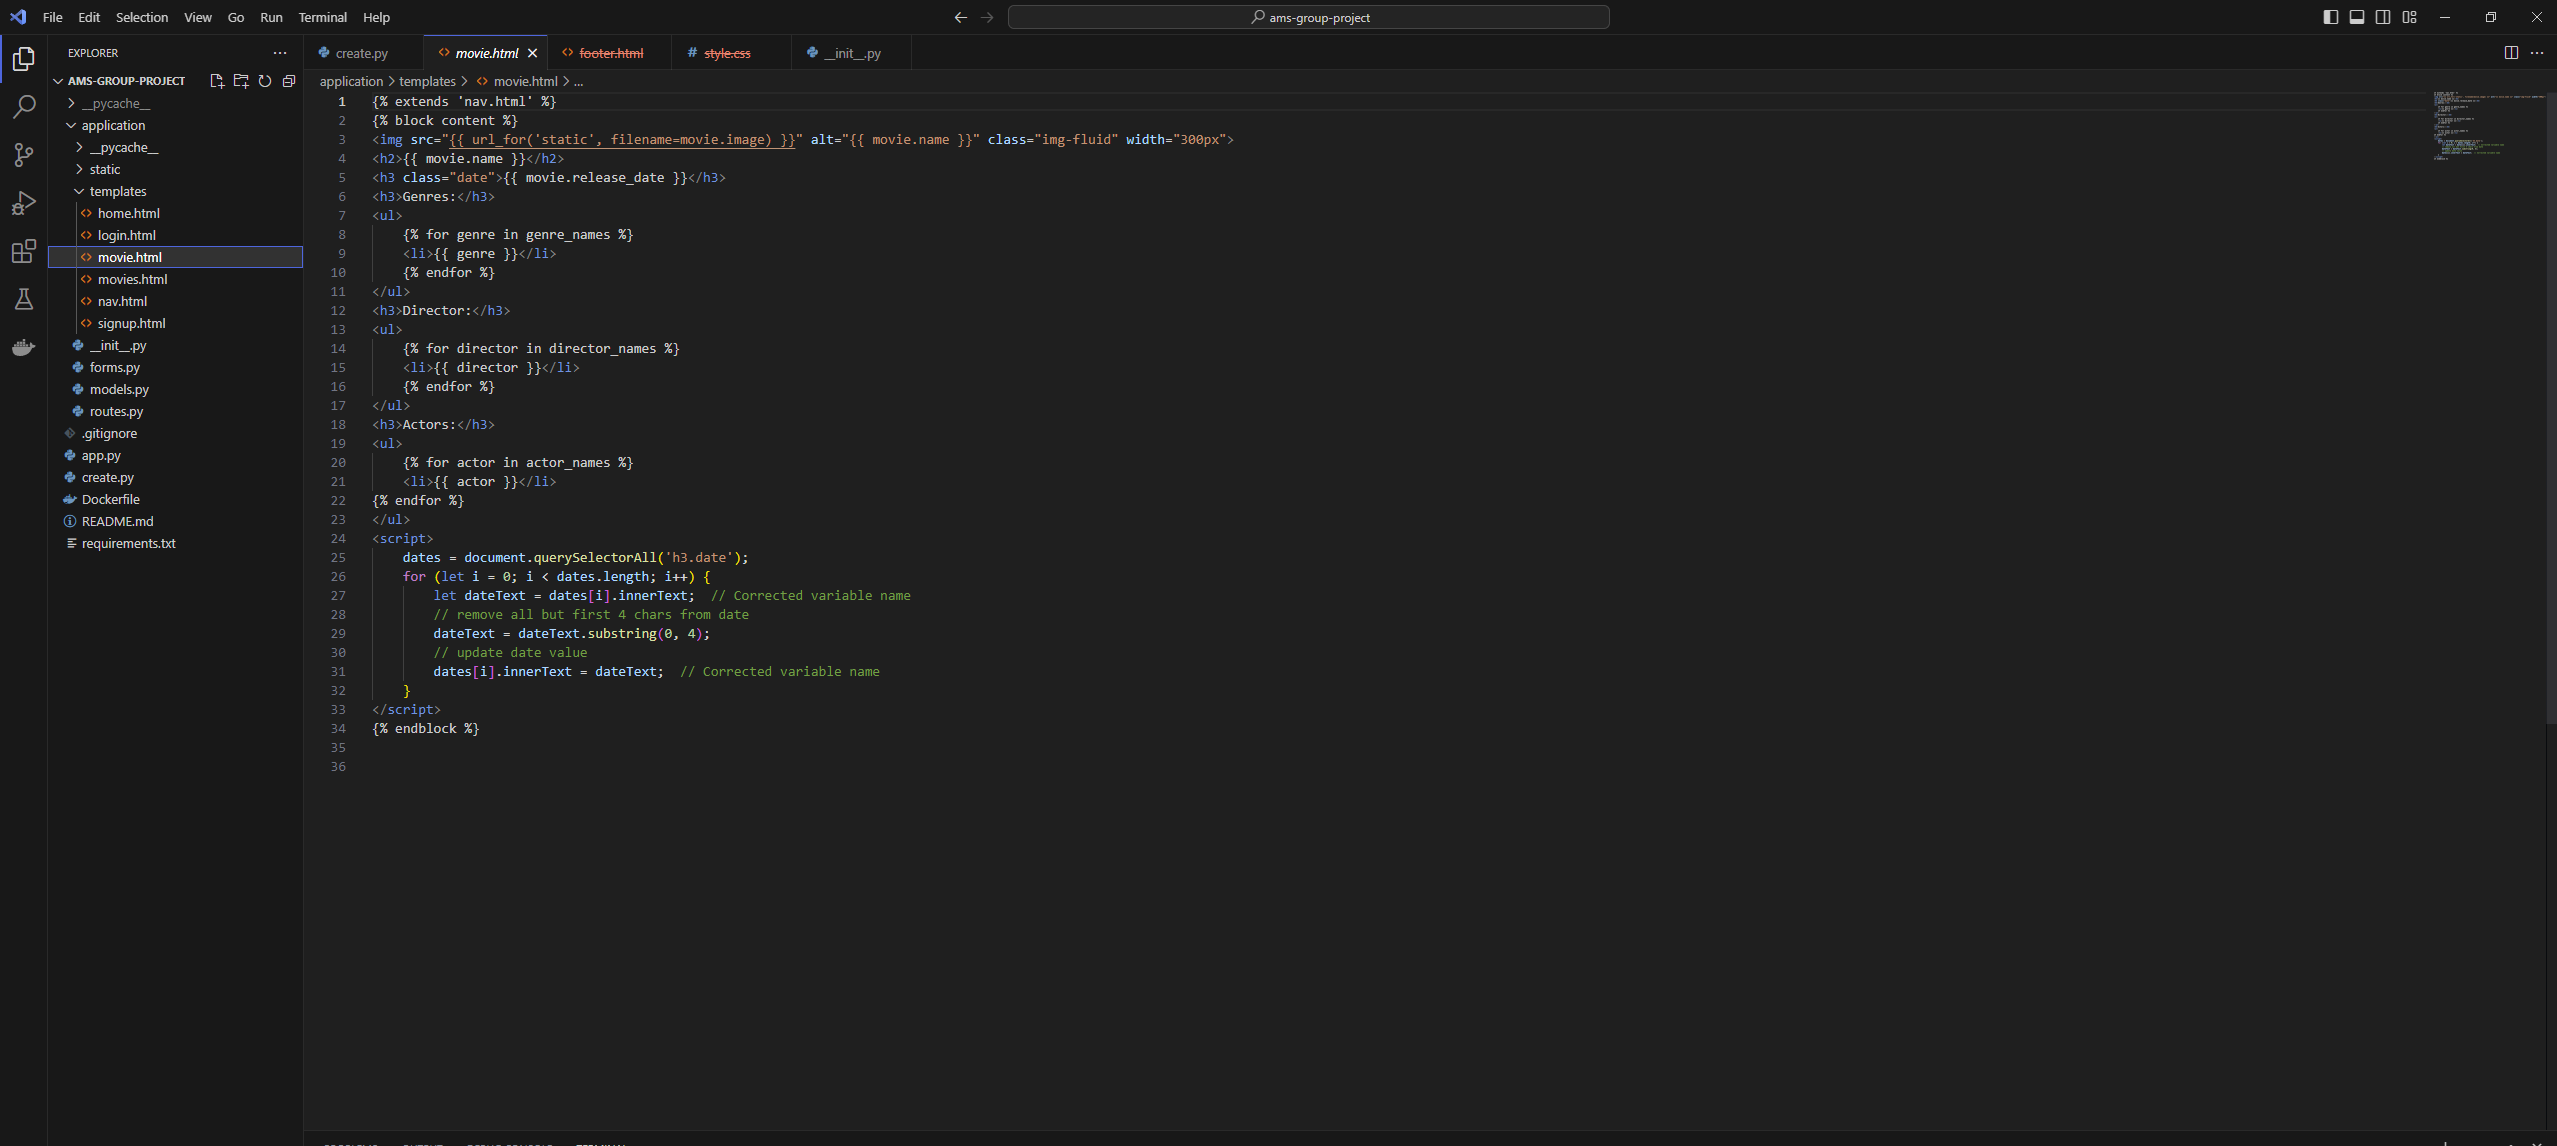 File Edit Selection View Go Run Terminal Help
ams-group-project
EXPLORER
AMS-GROUP-PROJECT
__pycache__
application
__pycache__
static
templates
home.html
login.html
movie.html
movies.html
nav.html
signup.html
__init__.py
forms.py
models.py
routes.py
.gitignore
app.py
create.py
Dockerfile
README.md
requirements.txt
create.py movie.html footer.html style.css __init__.py
application > templates > movie.html > ...
1 {% extends 'nav.html' %}
2 {% block content %}
3 <img src="{{ url_for('static', filename=movie.image) }}" alt="{{ movie.name }}" class="img-fluid" width="300px">
4 <h2>{{ movie.name }}</h2>
5 <h3 class="date">{{ movie.release_date }}</h3>
6 <h3>Genres:</h3>
7 <ul>
8 {% for genre in genre_names %}
9 <li>{{ genre }}</li>
10 {% endfor %}
11 </ul>
12 <h3>Director:</h3>
13 <ul>
14 {% for director in director_names %}
15 <li>{{ director }}</li>
16 {% endfor %}
17 </ul>
18 <h3>Actors:</h3>
19 <ul>
20 {% for actor in actor_names %}
21 <li>{{ actor }}</li>
22 {% endfor %}
23 </ul>
24 <script>
25 dates = document.querySelectorAll('h3.date');
26 for (let i = 0; i < dates.length; i++) {
27 let dateText = dates[i].innerText;  // Corrected variable name
28 // remove all but first 4 chars from date
29 dateText = dateText.substring(0, 4);
30 // update date value
31 dates[i].innerText = dateText;  // Corrected variable name
32 }
33 </script>
34 {% endblock %}
35
36